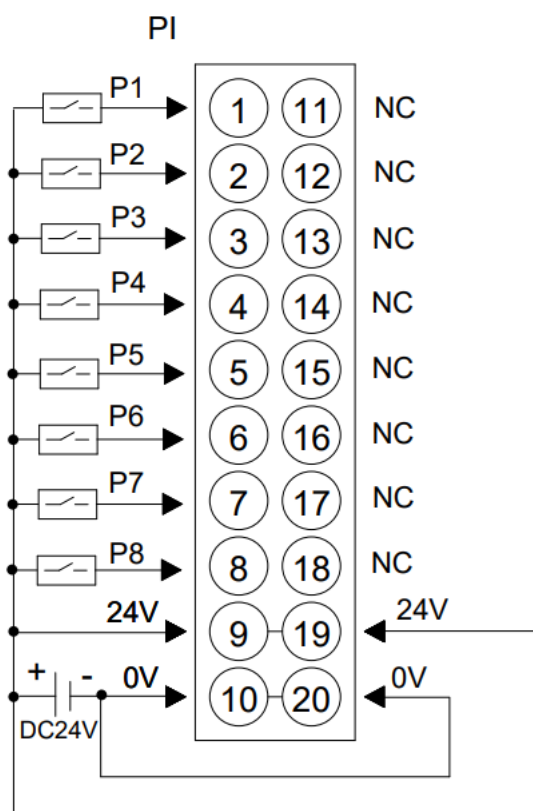 PI
P1 1 11 NC
P2 2 12 NC
P3 3 13 NC
P4 4 14 NC
P5 5 15 NC
P6 6 16 NC
P7 7 17 NC
P8 8 18 NC
24V 9 19 24V
+ - 0V 10 20 0V
DC24V